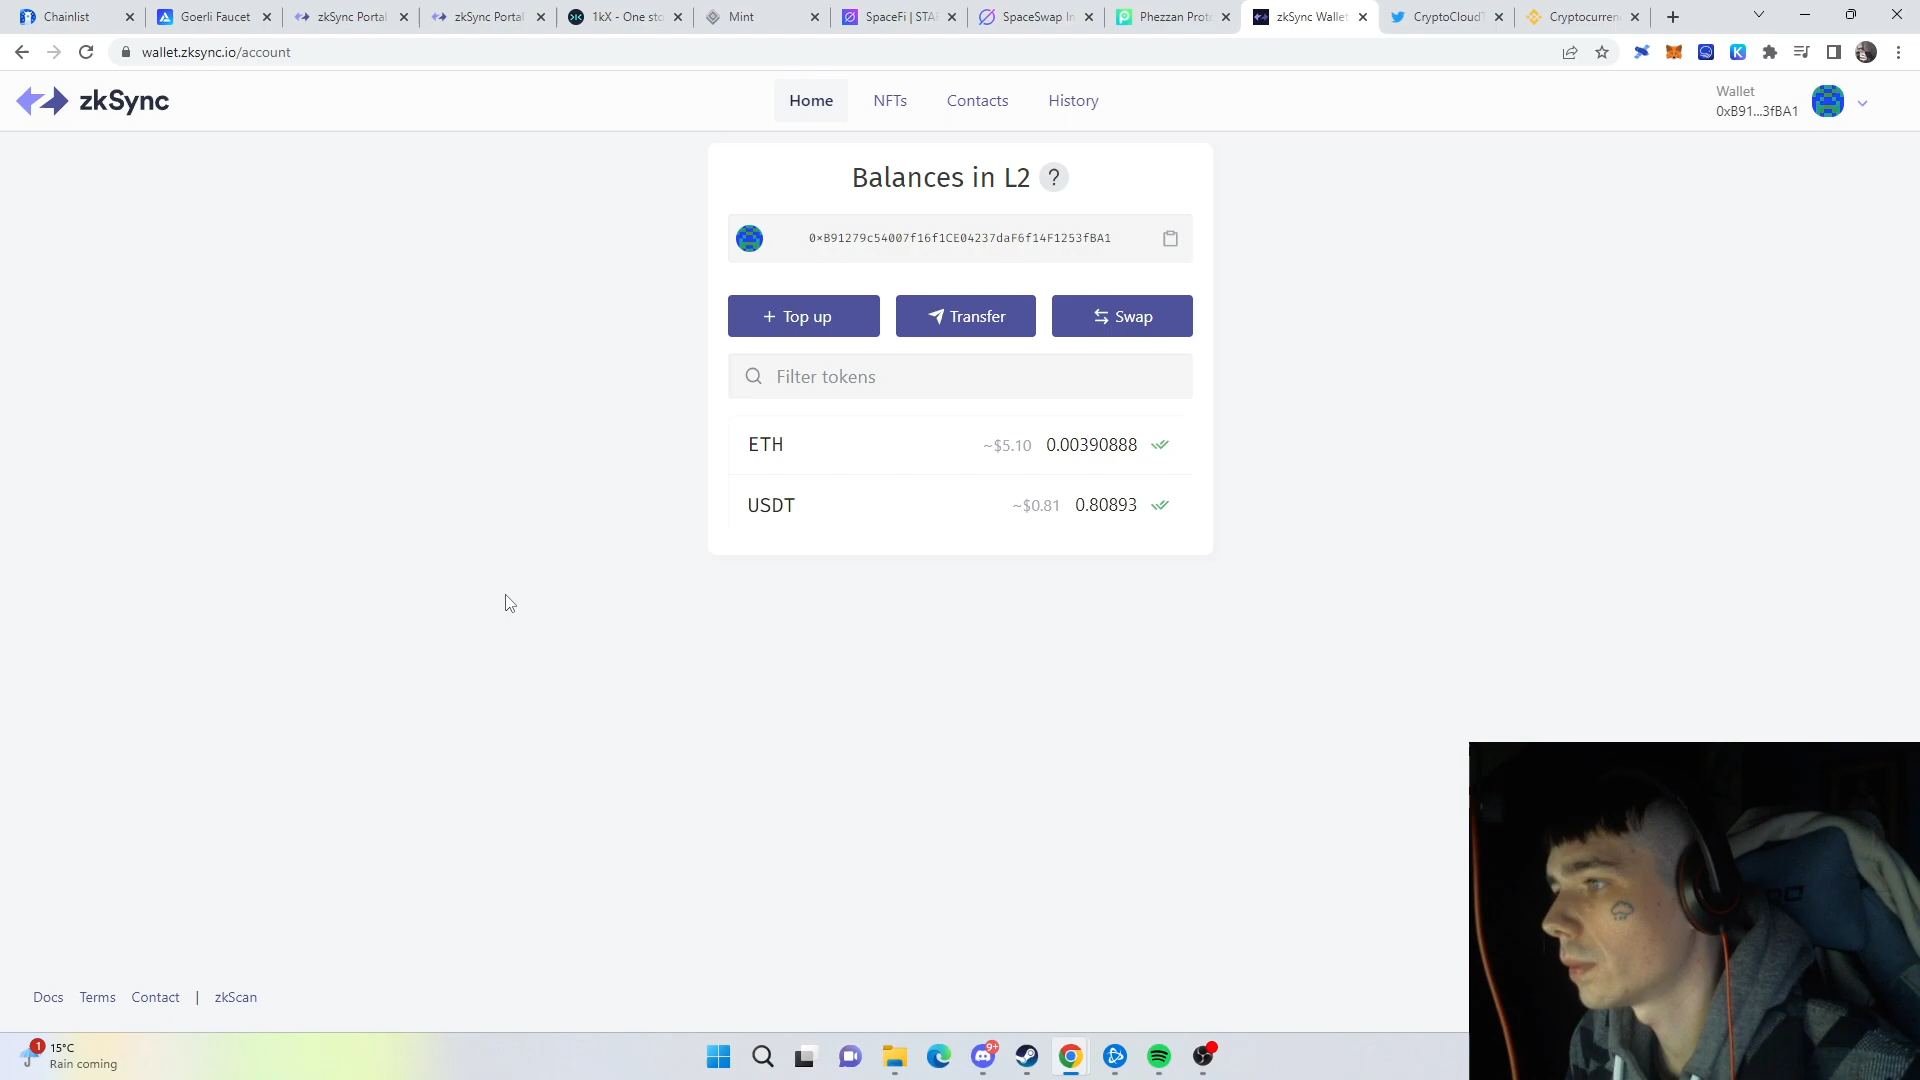 Chainlist
Goerli Faucet
zkSync Portal
zkSync Portal
1kX - One sto
Mint
SpaceFi | STA
SpaceSwap In
Phezzan Proto
zkSync Wallet
CryptoCloudT
Cryptocurren
wallet.zksync.io/account
zkSync
Home
NFTs
Contacts
History
Wallet
0xB91...3fBA1
Balances in L2 ?
0×B91279c54007f16f1CE04237daF6f14F1253fBA1
+ Top up
Transfer
Swap
Filter tokens
ETH ~$5.10 0.00390888
USDT ~$0.81 0.80893
Docs Terms Contact | zkScan
1
15°C
Rain coming
9+